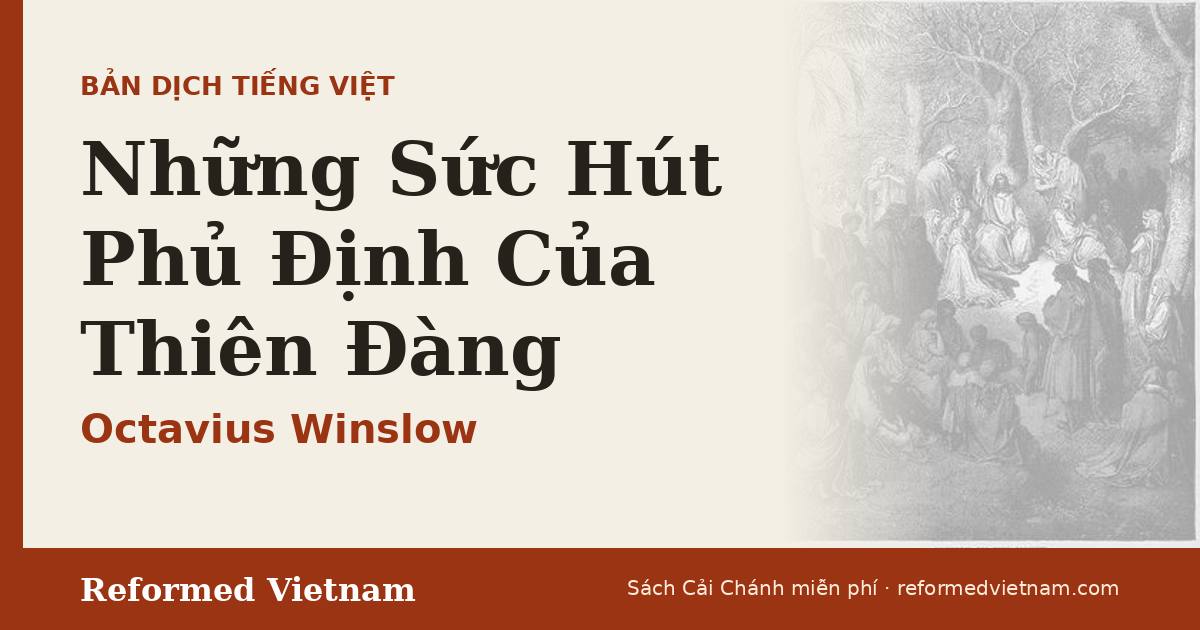 BẢN DỊCH TIẾNG VIỆT
Những Sức Hút
Phủ Định Của
Thiên Đàng
Octavius Winslow
Reformed Vietnam
Sách Cải Chánh miễn phí · reformedvietnam.com